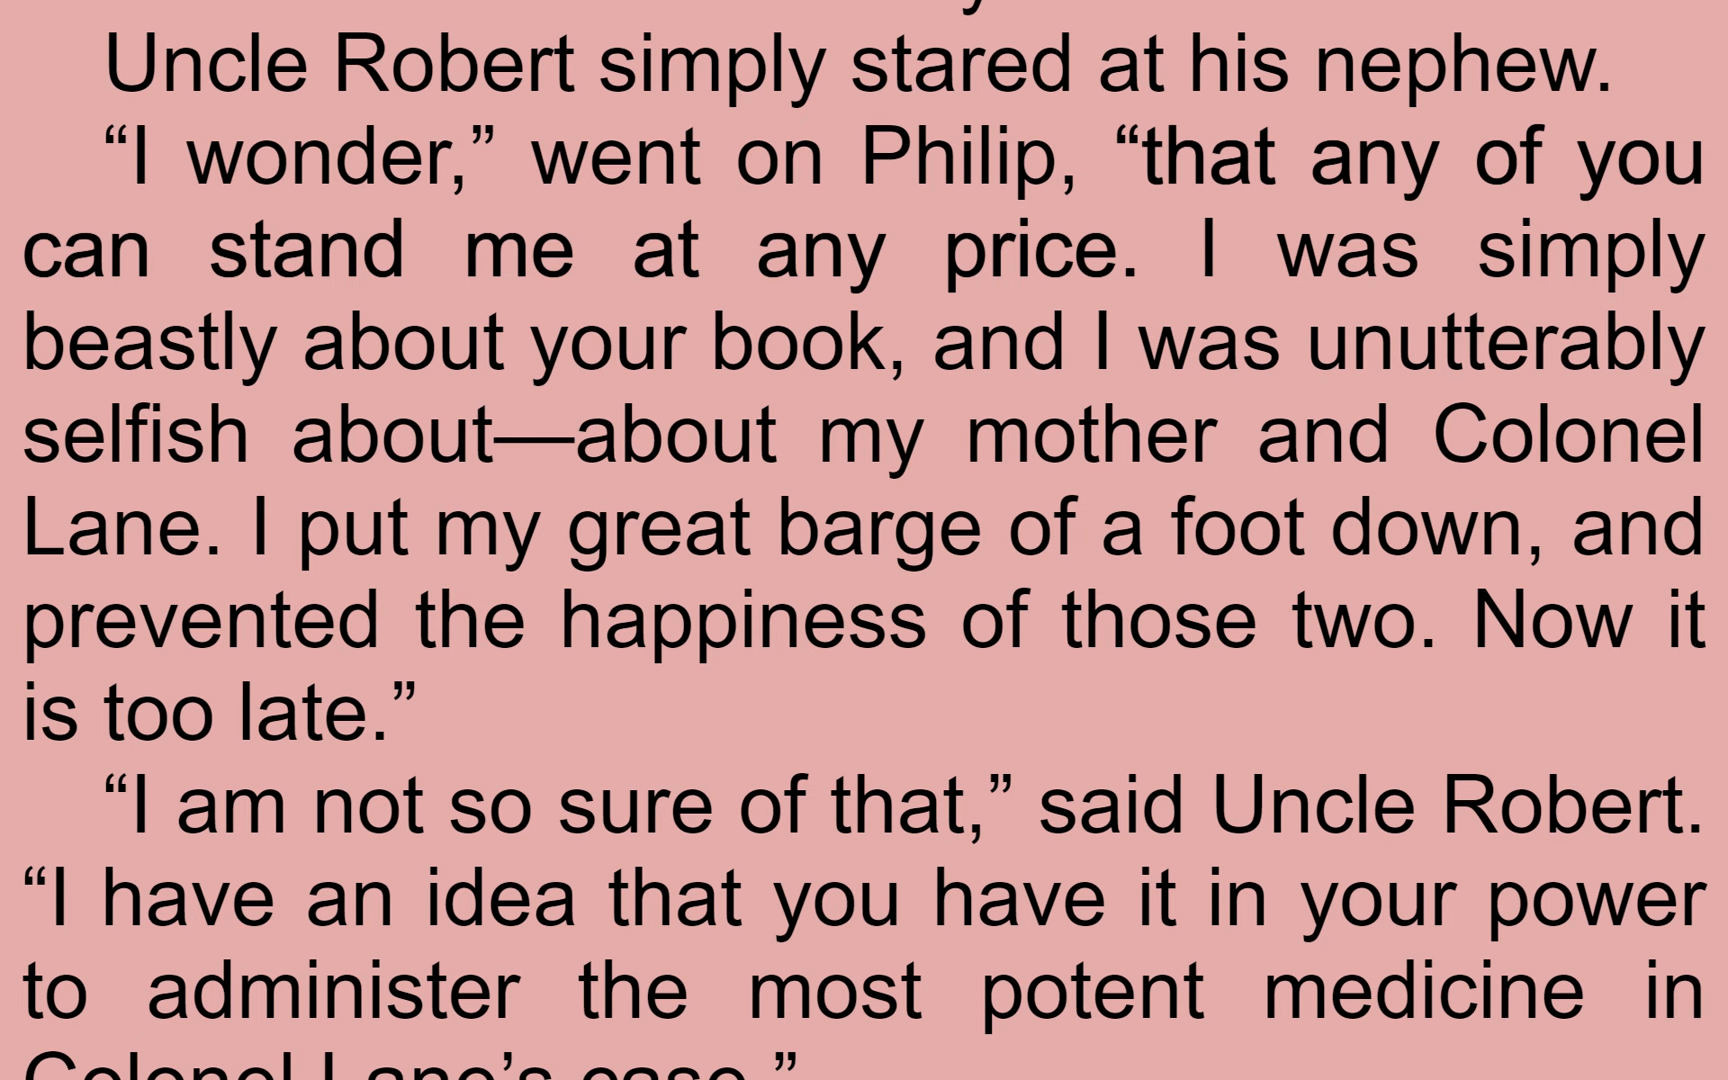 Uncle Robert simply stared at his nephew.
“I wonder,” went on Philip, “that any of you
can stand me at any price. I was simply
beastly about your book, and I was unutterably
selfish about—about my mother and Colonel
Lane. I put my great barge of a foot down, and
prevented the happiness of those two. Now it
is too late.”
“I am not so sure of that,” said Uncle Robert.
“I have an idea that you have it in your power
to administer the most potent medicine in
Colonel Lane’s case.”